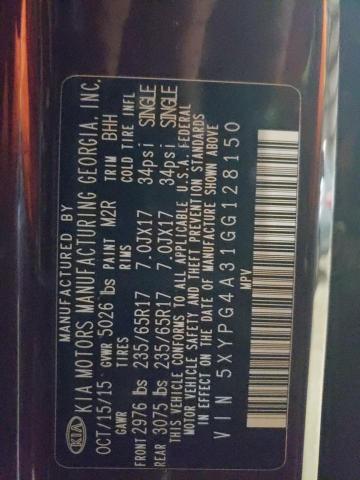 MANUFACTURED BY
KIA KIA MOTORS MANUFACTURING GEORGIA, INC.
OCT/15/15 GVWR 5026 lbs PAINT M2R TRIM BHH
GAWR TIRES RIMS COLD TIRE INFL
FRONT 2976 lbs 235/65R17 7.0JX17 34psi SINGLE
REAR 3075 lbs 235/65R17 7.0JX17 34psi SINGLE
THIS VEHICLE CONFORMS TO ALL APPLICABLE U.S.A. FEDERAL
MOTOR VEHICLE SAFETY AND THEFT PREVENTION STANDARDS
IN EFFECT ON THE DATE OF MANUFACTURE SHOWN ABOVE
VIN 5XYPG4A31GG128150
MPV